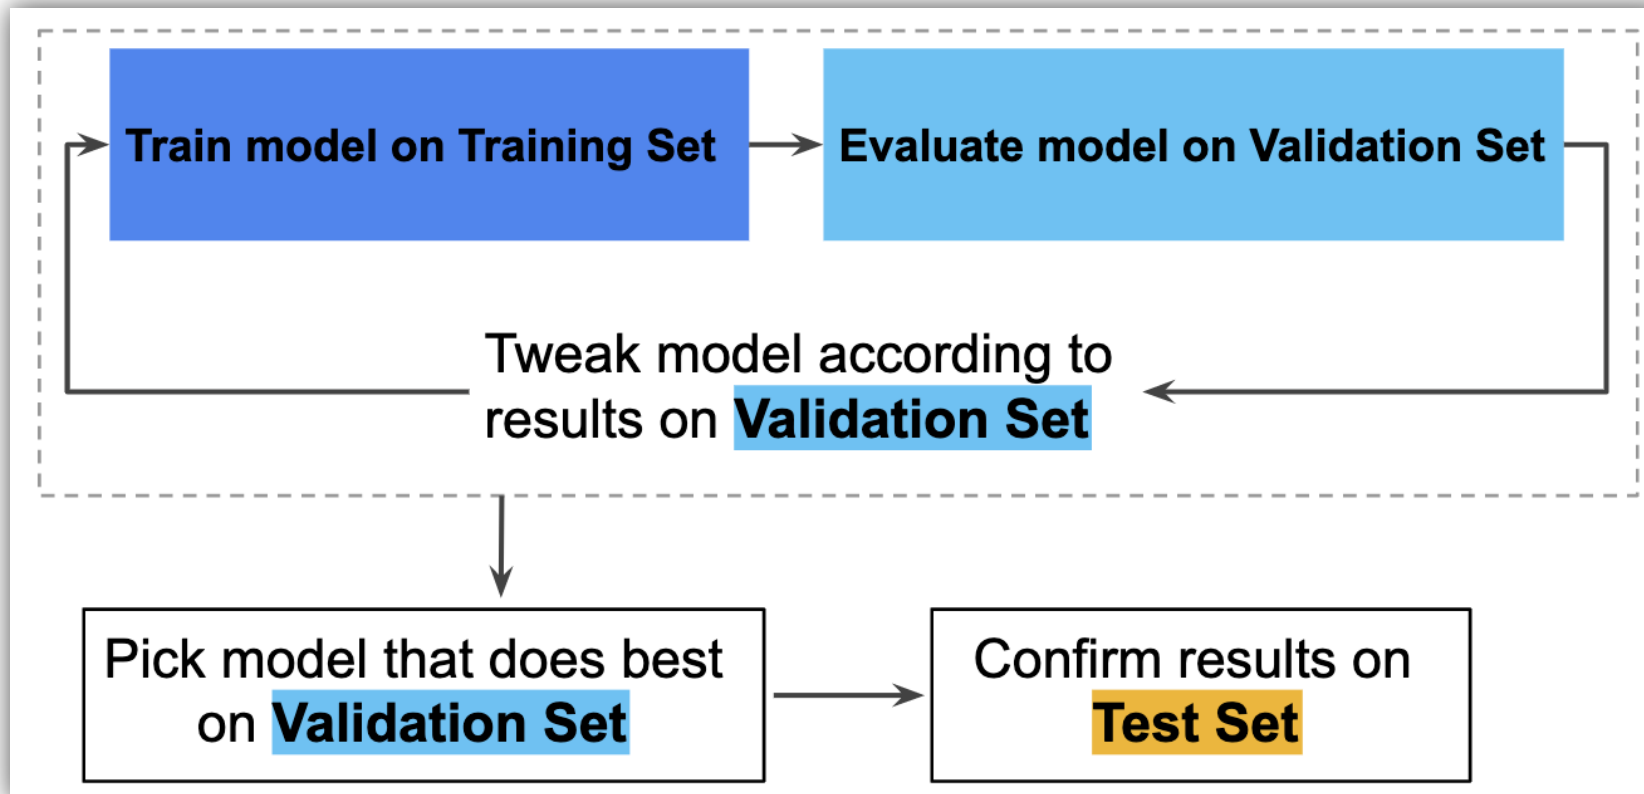 Train model on Training Set
Evaluate model on Validation Set
Tweak model according to
results on Validation Set
Pick model that does best
on Validation Set
Confirm results on
Test Set